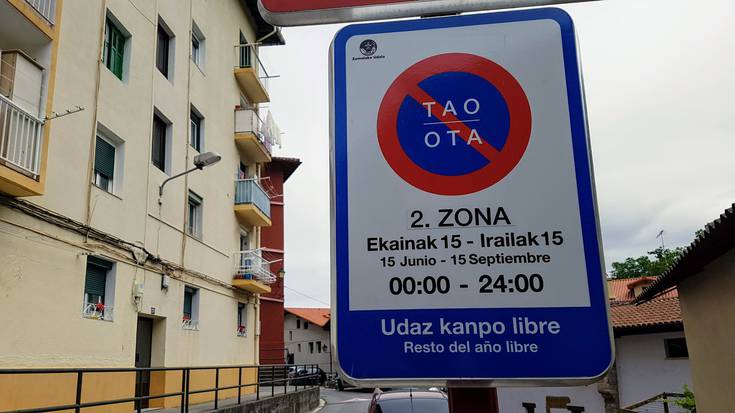 Zumaiako Udala
TAO
OTA
2. ZONA
Ekainak 15 - Irailak 15
15 Junio - 15 Septiembre
00:00 - 24:00
Udaz kanpo libre
Resto del año libre